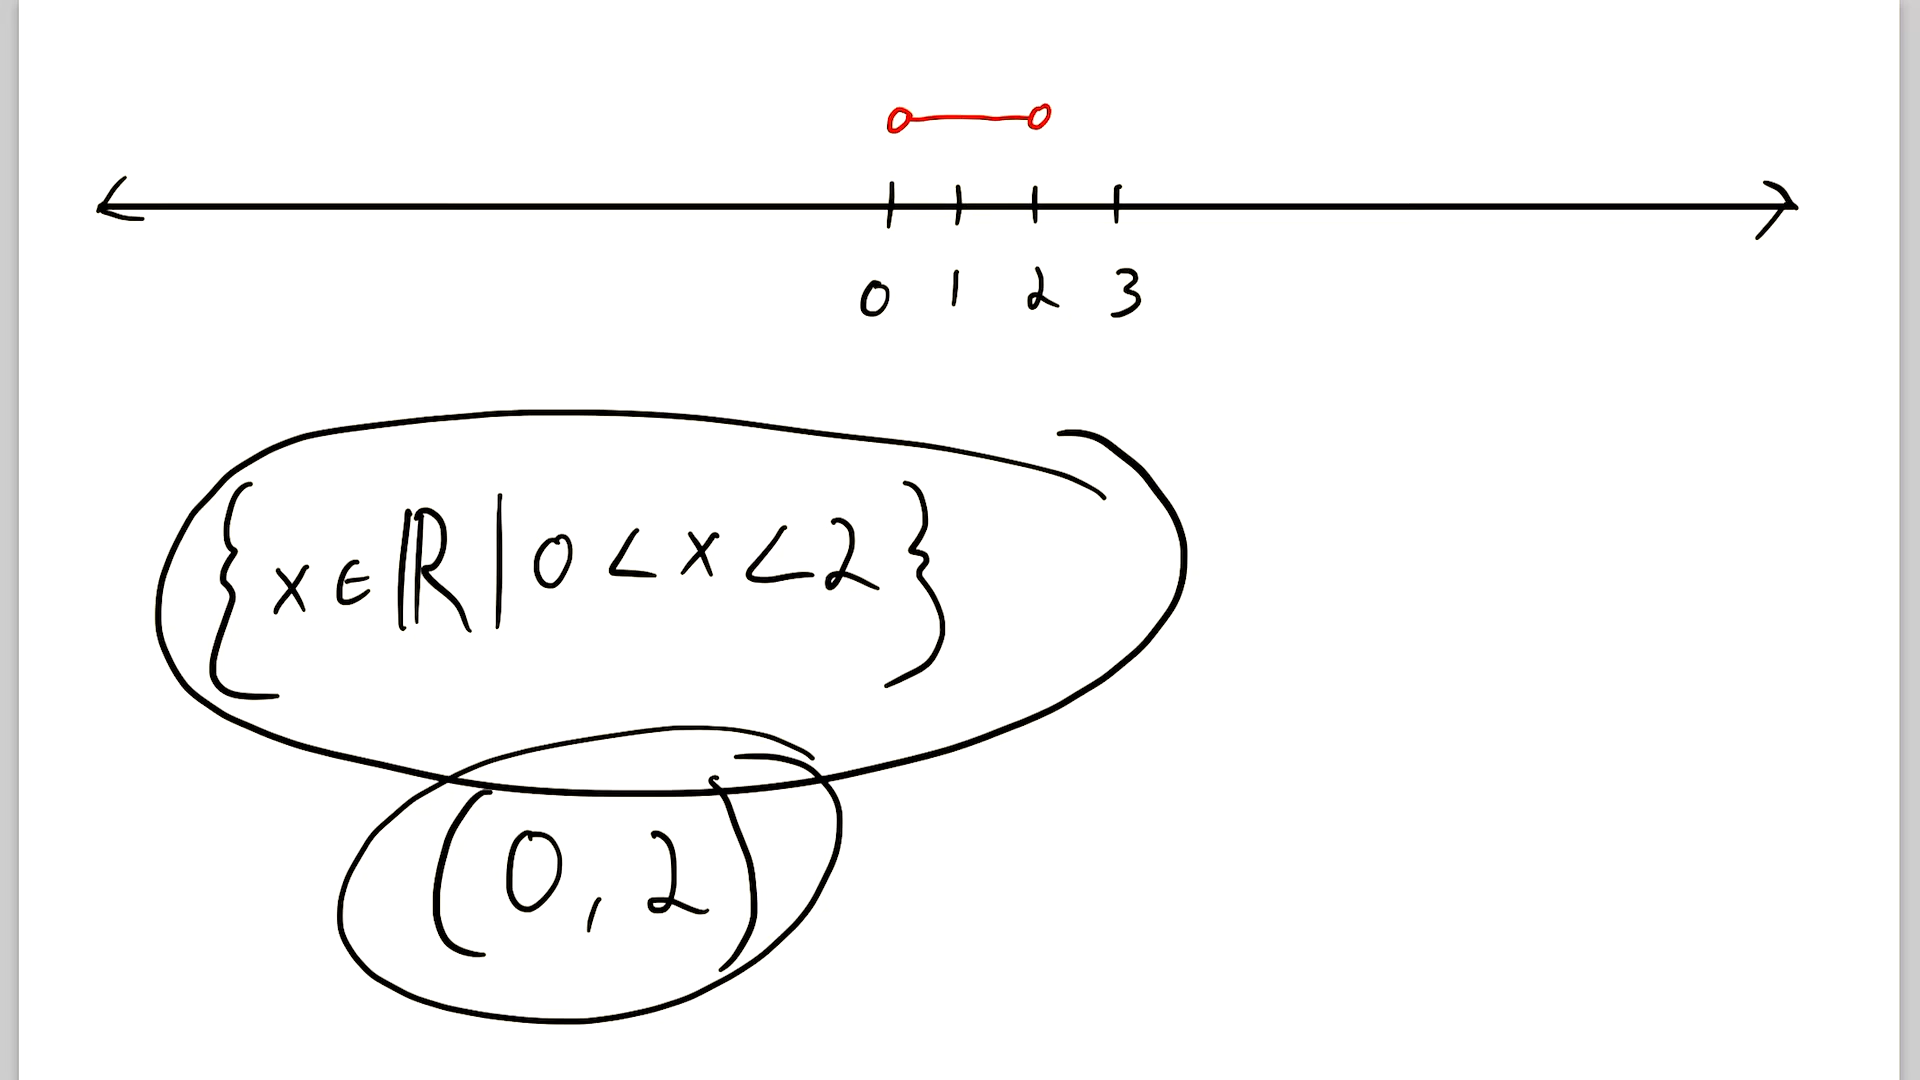 0 1 2 3
{x ∈ ℝ | 0 < x < 2}
(0, 2)